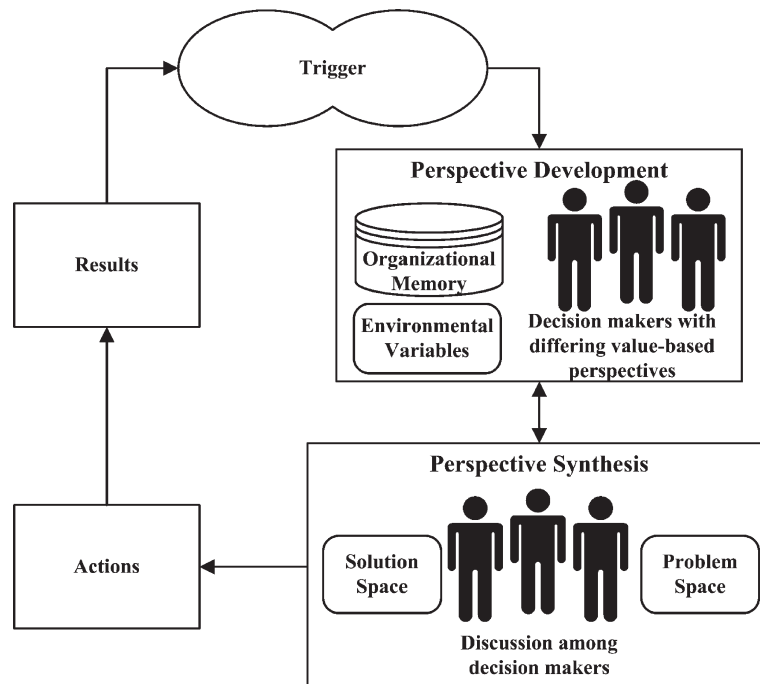 Trigger
Perspective Development
Organizational
Memory
Environmental
Variables
Decision makers with
differing value-based
perspectives
Results
Perspective Synthesis
Solution
Space
Problem
Space
Discussion among
decision makers
Actions